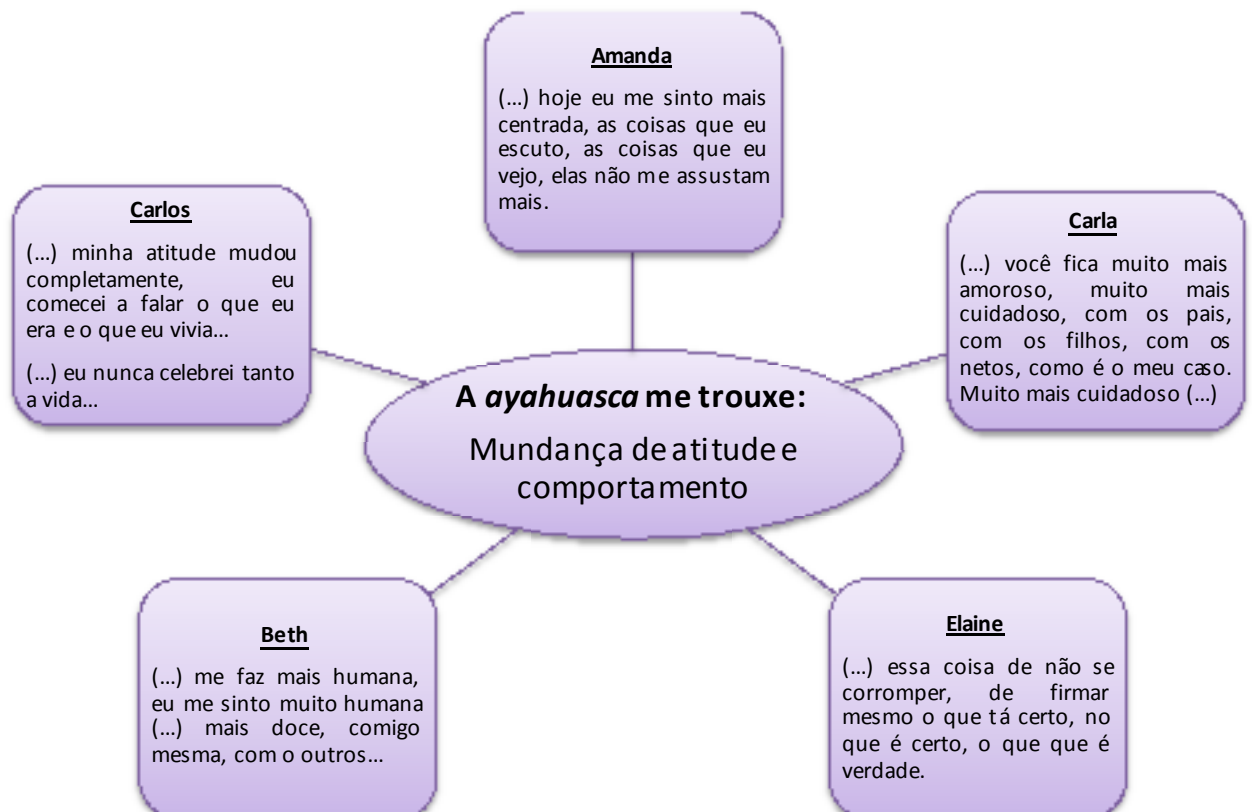 Amanda
(...) hoje eu me sinto mais
centrada, as coisas que eu
escuto, as coisas que eu
vejo, elas não me assustam
mais.
Carlos
(...) minha atitude mudou
completamente, eu
comecei a falar o que eu
era e o que eu vivia...
(...) eu nunca celebrei tanto
a vida...
Carla
(...) você fica muito mais
amoroso, muito mais
cuidadoso, com os pais,
com os filhos, com os
netos, como é o meu caso.
Muito mais cuidadoso (...)
A ayahuasca me trouxe:
Mundança de atitude e
comportamento
Beth
(...) me faz mais humana,
eu me sinto muito humana
(...) mais doce, comigo
mesma, com o outros...
Elaine
(...) essa coisa de não se
corromper, de firmar
mesmo o que tá certo, no
que é certo, o que que é
verdade.